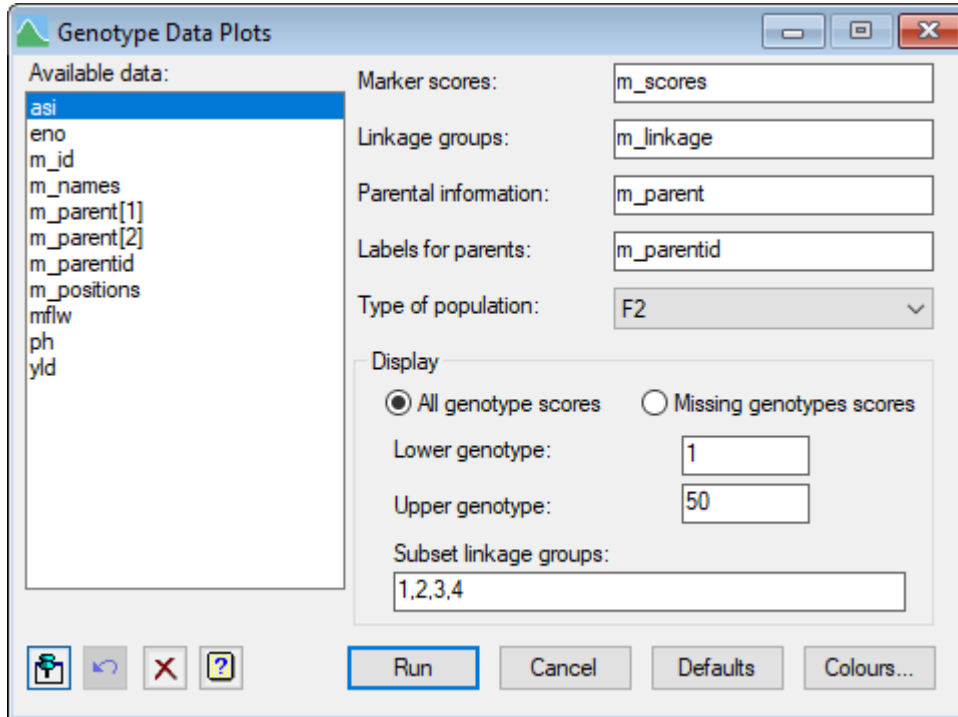 Genotype Data Plots
Available data:
asi
eno
m_id
m_names
m_parent[1]
m_parent[2]
m_parentid
m_positions
mflw
ph
yld
Marker scores: m_scores
Linkage groups: m_linkage
Parental information: m_parent
Labels for parents: m_parentid
Type of population: F2
Display
All genotype scores Missing genotypes scores
Lower genotype: 1
Upper genotype: 50
Subset linkage groups:
1,2,3,4
Run Cancel Defaults Colours...